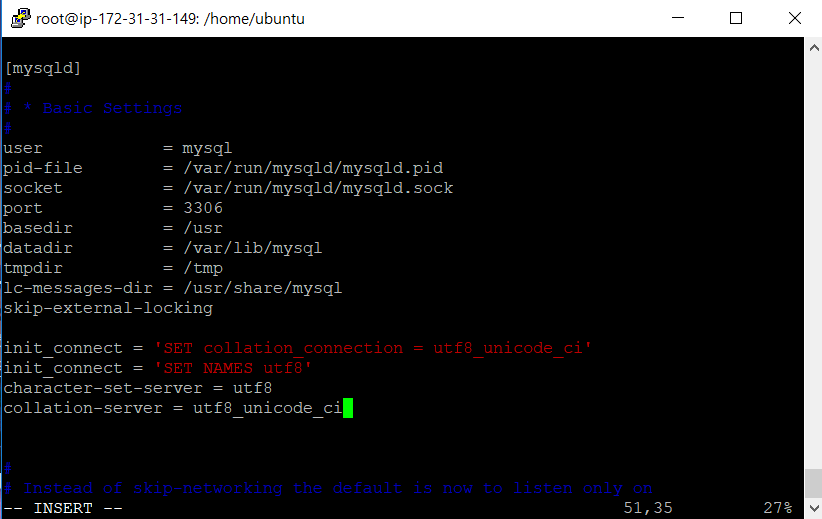 root@ip-172-31-31-149: /home/ubuntu
[mysqld]
#
# * Basic Settings
#
user = mysql
pid-file = /var/run/mysqld/mysqld.pid
socket = /var/run/mysqld/mysqld.sock
port = 3306
basedir = /usr
datadir = /var/lib/mysql
tmpdir = /tmp
lc-messages-dir = /usr/share/mysql
skip-external-locking
init_connect = 'SET collation_connection = utf8_unicode_ci'
init_connect = 'SET NAMES utf8'
character-set-server = utf8
collation-server = utf8_unicode_ci
#
# Instead of skip-networking the default is now to listen only on
-- INSERT -- 51,35 27%